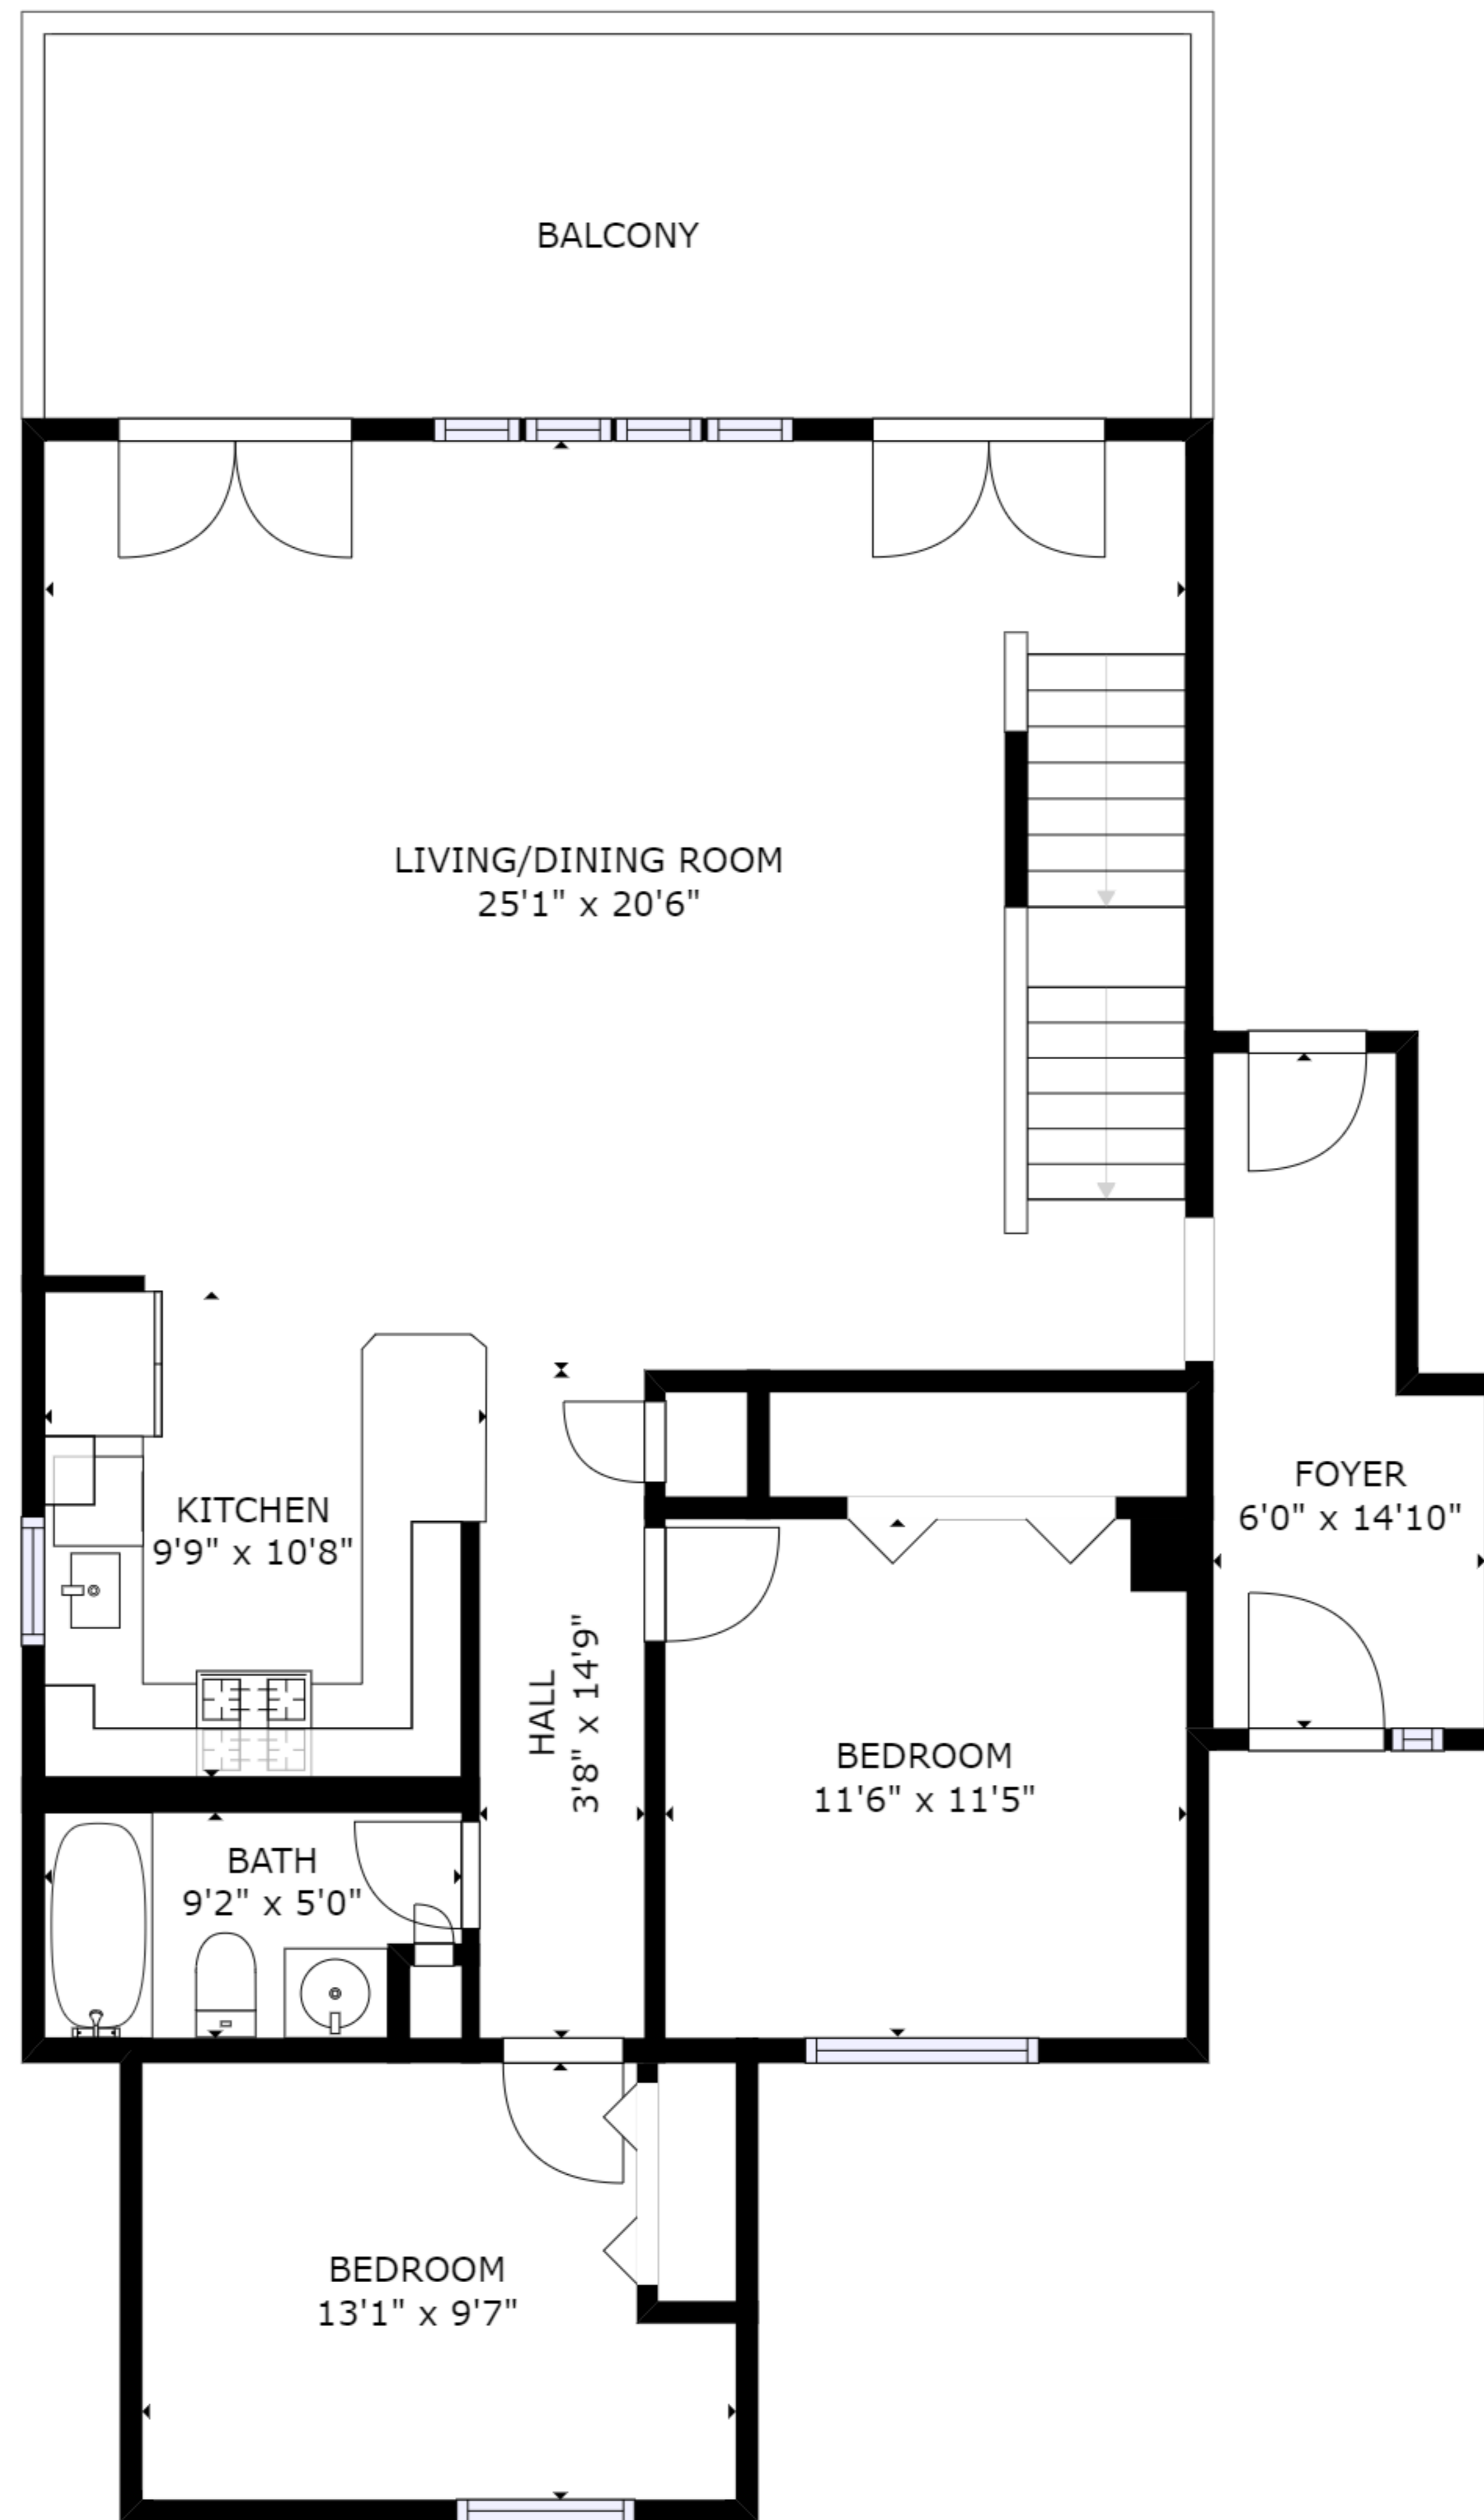 BALCONY
LIVING/DINING ROOM
25'1" x 20'6"
FOYER
6'0" x 14'10"
KITCHEN
9'9" x 10'8"
HALL
3'8" x 14'9"
BEDROOM
11'6" x 11'5"
BATH
9'2" x 5'0"
BEDROOM
13'1" x 9'7"